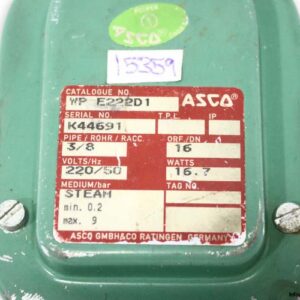 ASCO
15359
CATALOGUE NO.
WP E222D1
ASCO
SERIAL NO. T.P.L. IP
K44691
PIPE / ROHR / RACC. ORF/DN
3/8 16
VOLTS/Hz WATTS
220/50 16.7
MEDIUM/bar TAG NO.
STEAM
min. 0.2
max. 9
ASCO GMBH&CO RATINGEN GERMANY